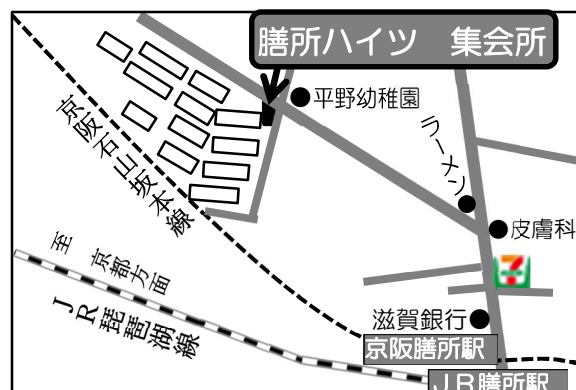 膳所ハイツ 集会所
平野幼稚園
ラーメン
京阪石山坂本線
皮膚科
7
至 京都方面
JR琵琶湖線
滋賀銀行
京阪膳所駅
JR膳所駅